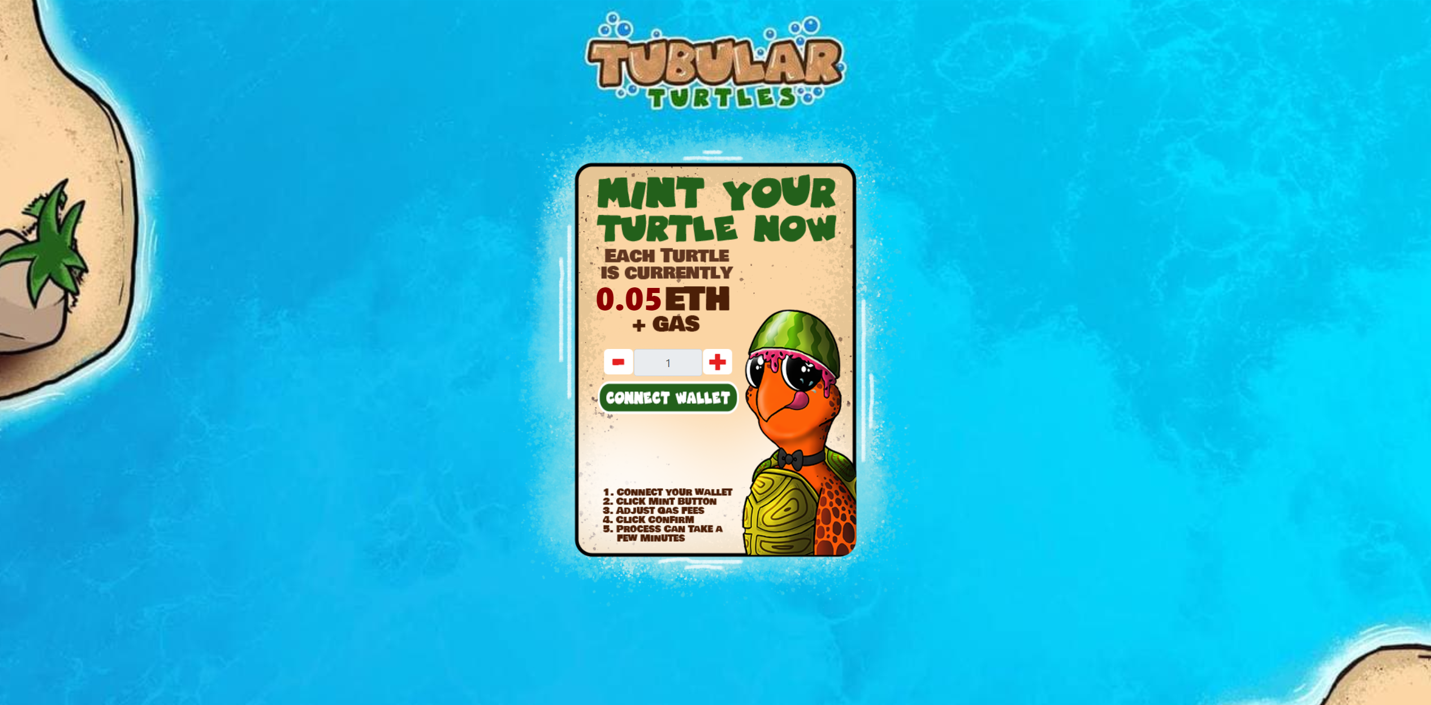 TUBULAR
TURTLES
MINT YOUR
TURTLE NOW
EACH TURTLE
IS CURRENTLY
0.05 ETH
+ GAS
- 1 +
CONNECT WALLET
1. CONNECT YOUR WALLET
2. CLICK MINT BUTTON
3. ADJUST GAS FEES
4. CLICK CONFIRM
5. PROCESS CAN TAKE A
FEW MINUTES